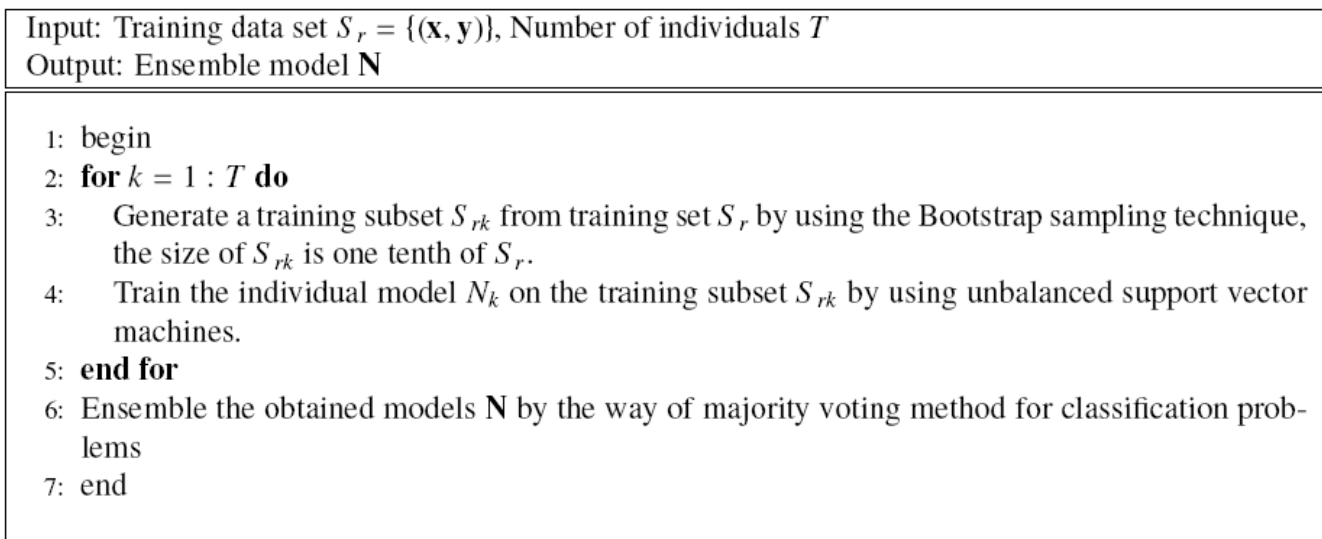 Input: Training data set S_r = {(x, y)}, Number of individuals T
Output: Ensemble model N
1: begin
2: for k = 1 : T do
3: Generate a training subset S_rk from training set S_r by using the Bootstrap sampling technique,
the size of S_rk is one tenth of S_r.
4: Train the individual model N_k on the training subset S_rk by using unbalanced support vector
machines.
5: end for
6: Ensemble the obtained models N by the way of majority voting method for classification prob-
lems
7: end